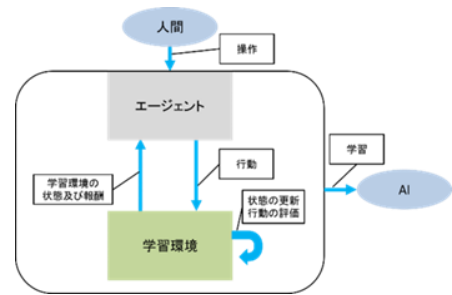 人間
操作
エージェント
学習
学習環境の
状態及び報酬
行動
AI
状態の更新
行動の評価
学習環境